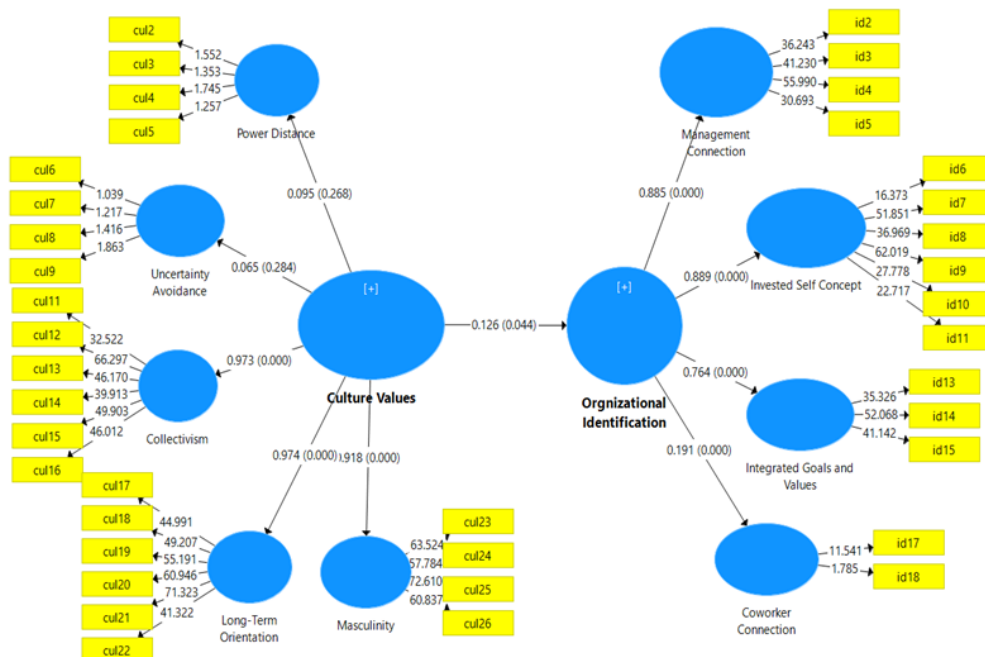 cul2
cul3
cul4
cul5
1.552
1.353
1.745
1.257
Power Distance
0.095 (0.268)
cul6
cul7
cul8
cul9
1.039
1.217
1.416
1.863
Uncertainty
Avoidance
0.065 (0.284)
cul11
cul12
cul13
cul14
cul15
cul16
32.522
66.297
46.170
39.913
49.903
46.012
Collectivism
0.973 (0.000)
[+]
Culture Values
0.974 (0.000)
.918 (0.000)
cul17
cul18
cul19
cul20
cul21
cul22
44.991
49.207
55.191
60.946
71.323
41.322
Long-Term
Orientation
Masculinity
63.524
57.784
72.610
60.837
cul23
cul24
cul25
cul26
0.126 (0.044)
[+]
Orgnizational
Identification
0.885 (0.000)
Management
Connection
36.243
41.230
55.990
30.693
id2
id3
id4
id5
0.889 (0.000)
Invested Self Concept
16.373
51.851
36.969
62.019
27.778
22.717
id6
id7
id8
id9
id10
id11
0.764 (0.000)
Integrated Goals and
Values
35.326
52.068
41.142
id13
id14
id15
0.191 (0.000)
Coworker
Connection
11.541
1.785
id17
id18